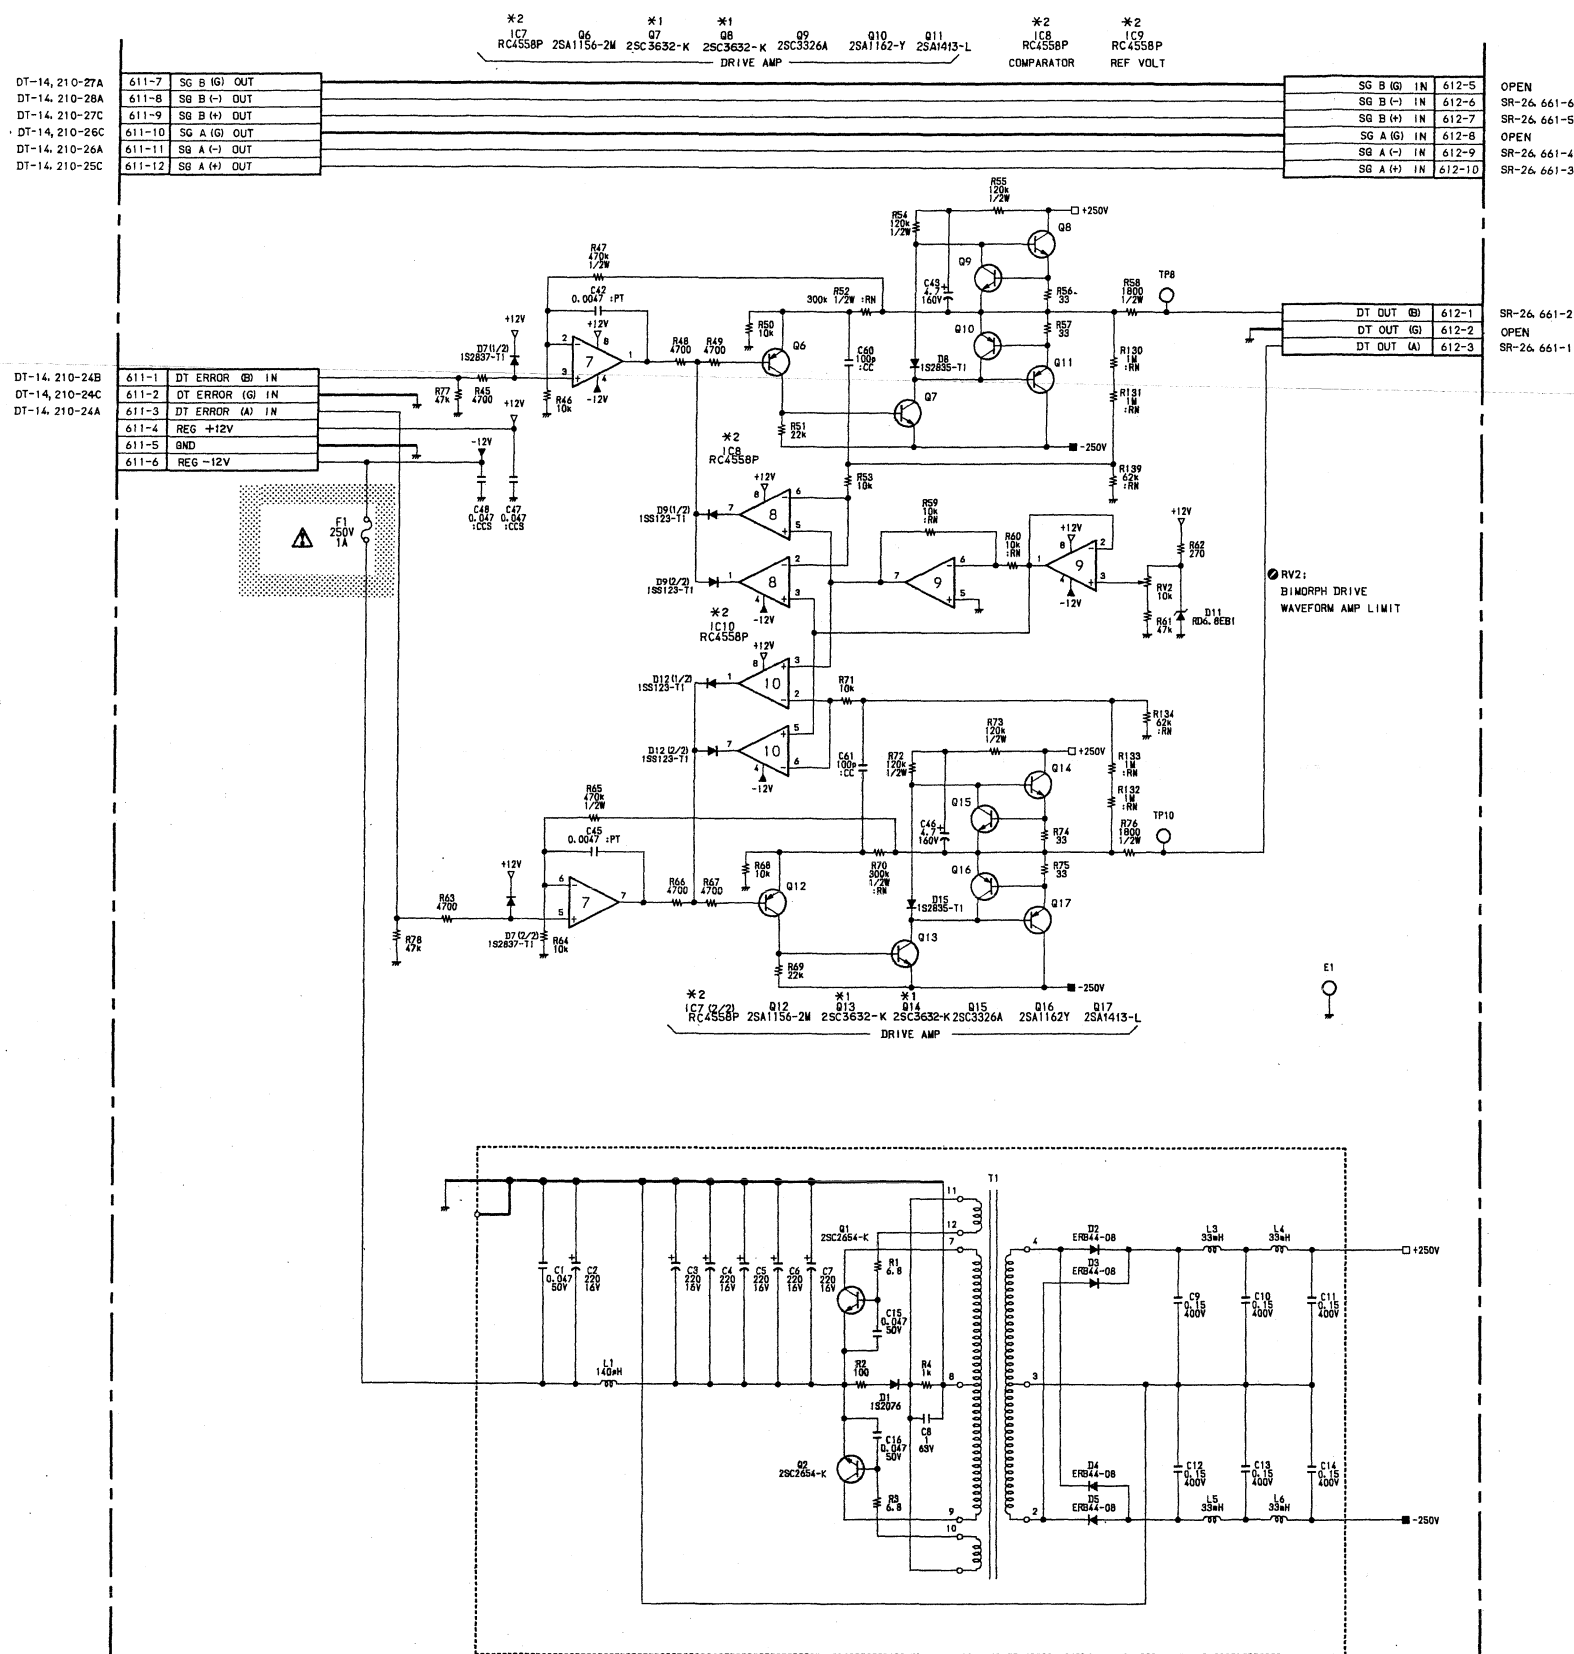 *2 *1 *1 *2 *2
IC7 Q6 Q7 Q8 Q9 Q10 Q11 IC8 IC9
RC4558P 2SA1156-2M 2SC3632-K 2SC3632-K 2SC3326A 2SA1162-Y 2SA1413-L RC4558P RC4558P
DRIVE AMP COMPARATOR REF VOLT
DT-14, 210-27A 611-7 SG B (G) OUT SG B (G) IN 612-5 OPEN
DT-14. 210-28A 611-8 SG B (-) OUT SG B (-) IN 612-6 SR-26. 661-6
DT-14. 210-27C 611-9 SG B (+) OUT SG B (+) IN 612-7 SR-26. 661-5
DT-14, 210-26C 611-10 SG A (G) OUT SG A (G) IN 612-8 OPEN
DT-14. 210-26A 611-11 SG A (-) OUT SG A (-) IN 612-9 SR-26. 661-4
DT-14. 210-25C 611-12 SG A (+) OUT SG A (+) IN 612-10 SR-26. 661-3
R55
120k
1/2W
+250V
R54
120k
1/2W
Q8
Q9
R47
470k
1/2W
C42
0.0047 :PT
+12V
+12V
D7(1/2)
1S2837-T1
2
8
7
1
3
4
-12V
R48
4700
R49
4700
R50
10k
Q6
R52
300k 1/2W :RN
C43
4.7
160V
+
R56
33
R57
33
Q10
Q11
R58
1800
1/2W
TP8
DT OUT (B) 612-1 SR-26. 661-2
DT OUT (G) 612-2 OPEN
DT OUT (A) 612-3 SR-26. 661-1
C60
100p
:CC
D8
1S2835-T1
Q7
R130
1M
:RN
R131
1M
:RN
DT-14. 210-24B 611-1 DT ERROR (B) IN
DT-14, 210-24C 611-2 DT ERROR (G) IN
DT-14. 210-24A 611-3 DT ERROR (A) IN
611-4 REG +12V
611-5 GND
611-6 REG -12V
R77
47k
R45
4700
R46
10k
+12V
-12V
C48
0.047
:CCS
C47
0.047
:CCS
R51
22k
-250V
*2
IC8
RC4558P
+12V
8
6
7
5
8
R53
10k
R139
62k
:RN
F1
250V
1A
D9(1/2)
1SS123-T1
D9(2/2)
1SS123-T1
1
2
3
4
8
-12V
R59
10k
:RN
7
6
5
9
R60
10k
:RN
+12V
8
2
1
3
4
9
-12V
+12V
R62
270
RV2
10k
R61
47k
D11
RD6.8EB1
RV2:
BIMORPH DRIVE
WAVEFORM AMP LIMIT
*2
IC10
RC4558P
+12V
8
3
1
2
10
D12(1/2)
1SS123-T1
D12(2/2)
1SS123-T1
7
5
6
4
10
-12V
R71
10k
C61
100p
:CC
R72
120k
1/2W
R73
120k
1/2W
+250V
R134
62k
:RN
R133
1M
:RN
R132
1M
:RN
Q14
Q15
R65
470k
1/2W
C45
0.0047 :PT
C46
4.7
160V
+
R74
33
R75
33
R76
1800
1/2W
TP10
+12V
R63
4700
6
5
7
7
D7(2/2)
1S2837-T1
R64
10k
R78
47k
R66
4700
R67
4700
R68
10k
Q12
R70
300k
1/2W
:RN
Q16
D15
1S2835-T1
Q17
Q13
R69
22k
-250V
E1
*2 *1 *1
IC7 (2/2) Q12 Q13 Q14 Q15 Q16 Q17
RC4558P 2SA1156-2M 2SC3632-K 2SC3632-K 2SC3326A 2SA1162Y 2SA1413-L
DRIVE AMP
T1
11
12
7
8
9
10
4
3
2
Q1
2SC2654-K
R1
6.8
C1
0.047
50V
C2
220
16V
C3
220
16V
C4
220
16V
C5
220
16V
C6
220
16V
C7
220
16V
C15
0.047
50V
L1
140μH
R2
100
D1
1S2076
R4
1k
C8
1
63V
C16
0.047
50V
Q2
2SC2654-K
R3
6.8
D2
ERB44-08
D3
ERB44-08
L3
33mH
L4
33mH
+250V
C9
0.15
400V
C10
0.15
400V
C11
0.15
400V
C12
0.15
400V
C13
0.15
400V
C14
0.15
400V
D4
ERB44-08
D5
ERB44-08
L5
33mH
L6
33mH
-250V